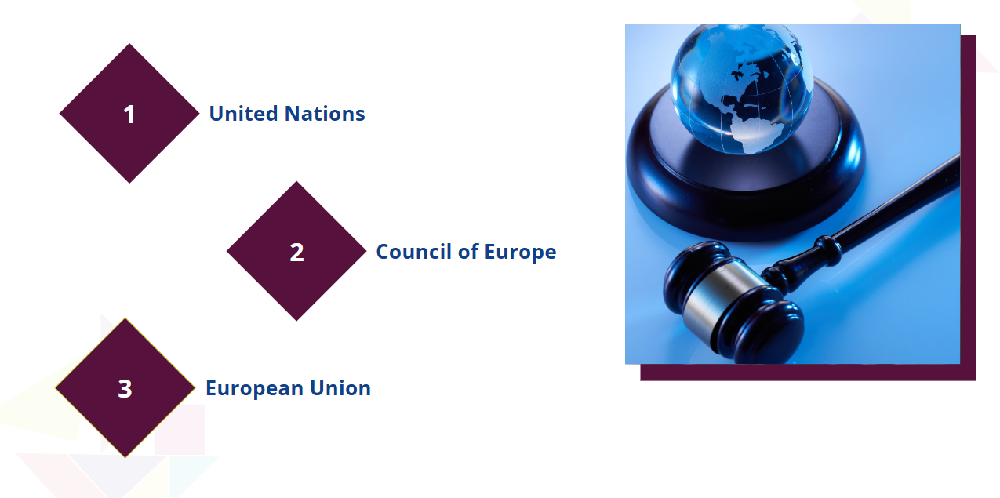 1
United Nations
2
Council of Europe
3
European Union